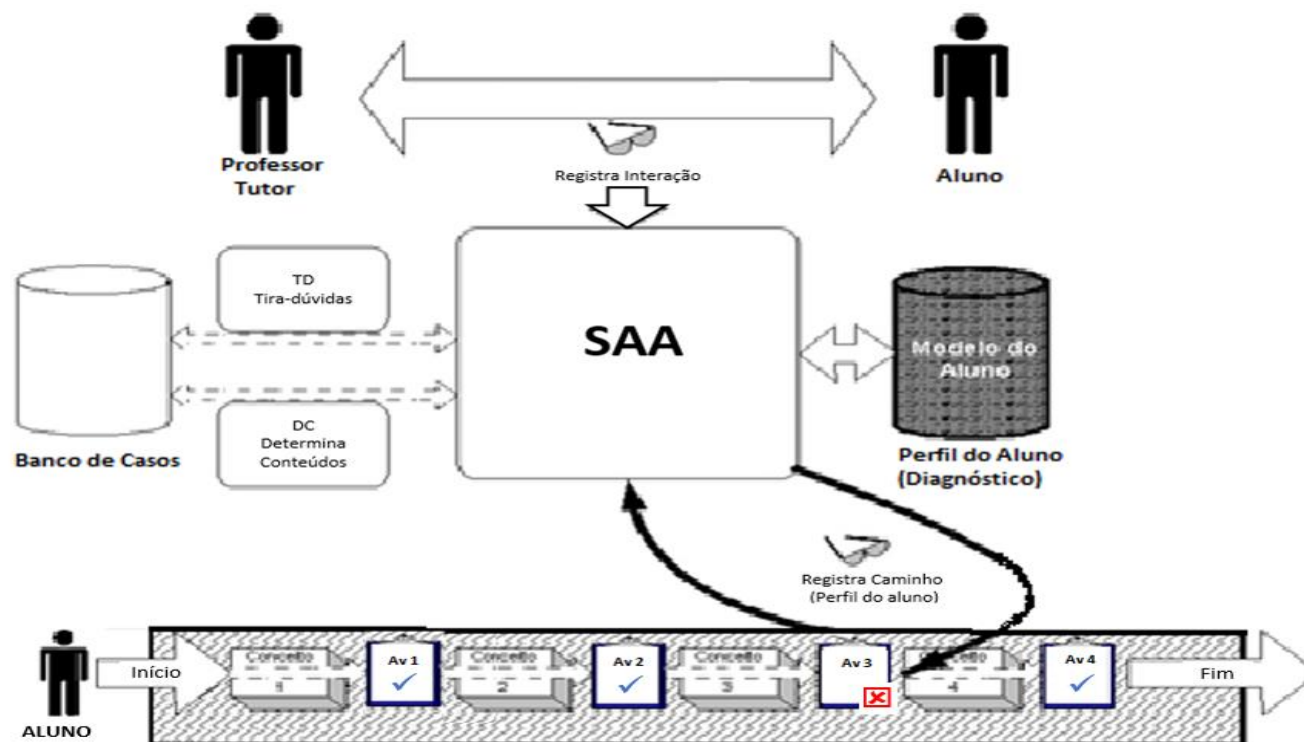 Professor
Tutor
Registra Interação
Aluno
TD
Tira-dúvidas
SAA
Modelo do
Aluno
DC
Determina
Conteúdos
Banco de Casos
Perfil do Aluno
(Diagnóstico)
Registra Caminho
(Perfil do aluno)
Início
Conceito
1
Av 1
Conceito
2
Av 2
Conceito
3
Av 3
Conceito
4
Av 4
Fim
ALUNO